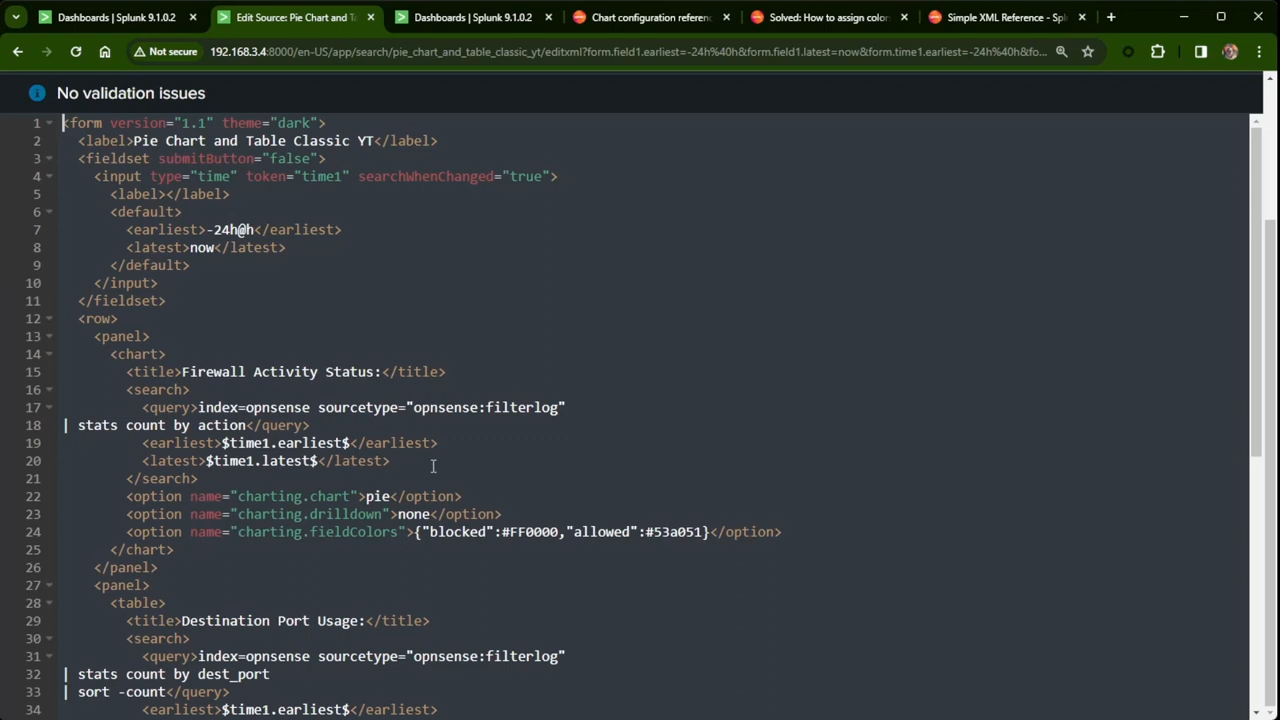 Dashboards | Splunk 9.1.0.2
Edit Source: Pie Chart and Ta
Dashboards | Splunk 9.1.0.2
Chart configuration referenc
Solved: How to assign color
Simple XML Reference - Spl
Not secure
192.168.3.4:8000/en-US/app/search/pie_chart_and_table_classic_yt/editxml?form.field1.earliest=-24h%40h&form.field1.latest=now&form.time1.earliest=-24h%40h&fo...
No validation issues
1 <form version="1.1" theme="dark">
2 <label>Pie Chart and Table Classic YT</label>
3 <fieldset submitButton="false">
4 <input type="time" token="time1" searchWhenChanged="true">
5 <label></label>
6 <default>
7 <earliest>-24h@h</earliest>
8 <latest>now</latest>
9 </default>
10 </input>
11 </fieldset>
12 <row>
13 <panel>
14 <chart>
15 <title>Firewall Activity Status:</title>
16 <search>
17 <query>index=opnsense sourcetype="opnsense:filterlog"
18 | stats count by action</query>
19 <earliest>$time1.earliest$</earliest>
20 <latest>$time1.latest$</latest>
21 </search>
22 <option name="charting.chart">pie</option>
23 <option name="charting.drilldown">none</option>
24 <option name="charting.fieldColors">{"blocked":#FF0000,"allowed":#53a051}</option>
25 </chart>
26 </panel>
27 <panel>
28 <table>
29 <title>Destination Port Usage:</title>
30 <search>
31 <query>index=opnsense sourcetype="opnsense:filterlog"
32 | stats count by dest_port
33 | sort -count</query>
34 <earliest>$time1.earliest$</earliest>